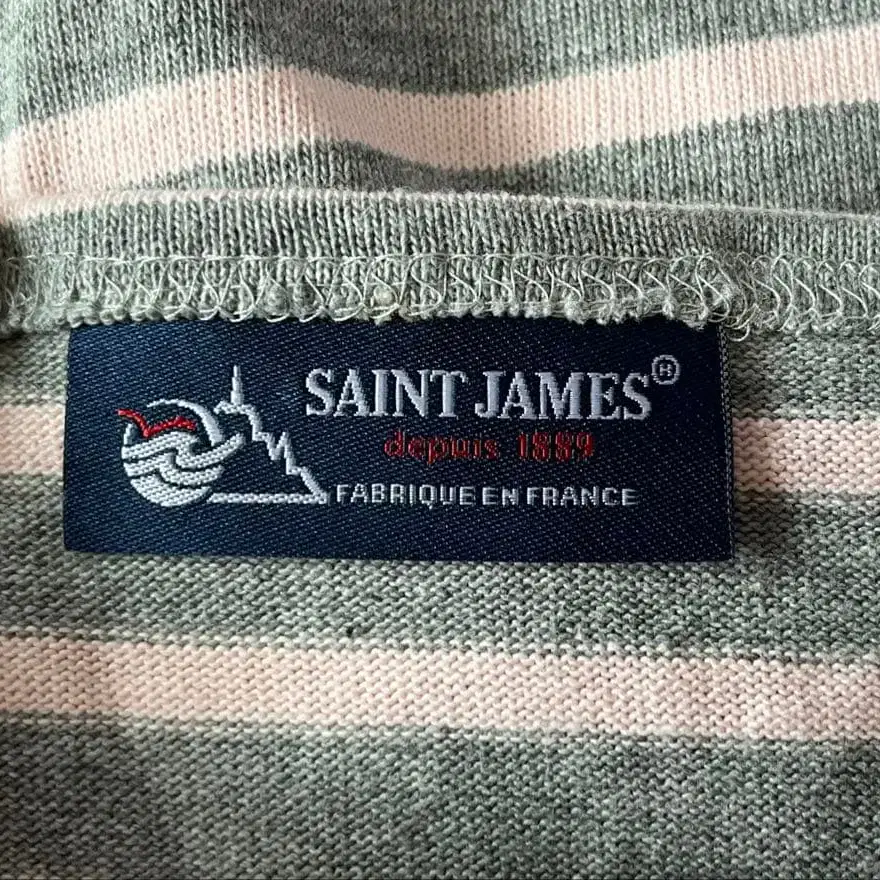 SAINT JAMES®
depuis 1889
FABRIQUE EN FRANCE